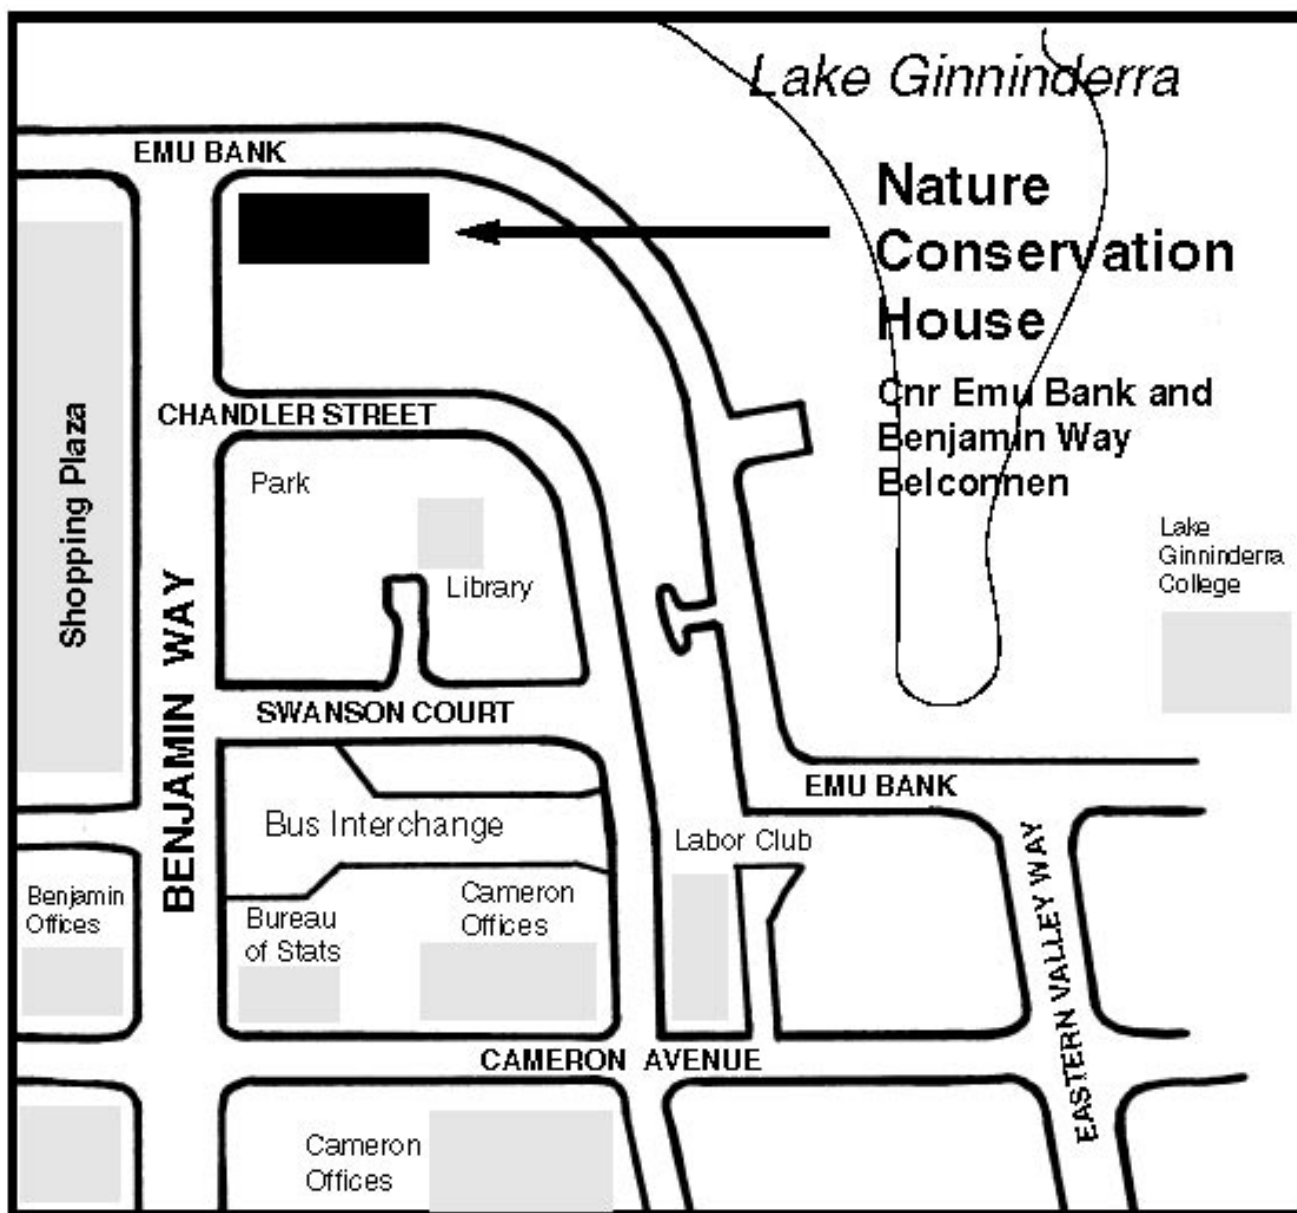 Lake Ginninderra
EMU BANK
Nature
Conservation
House
Cnr Emu Bank and
Benjamin Way
Belconnen
CHANDLER STREET
Shopping Plaza
Park
Library
Lake
Ginninderra
College
BENJAMIN WAY
SWANSON COURT
EMU BANK
Bus Interchange
Labor Club
EASTERN VALLEY WAY
Benjamin
Offices
Bureau
of Stats
Cameron
Offices
CAMERON AVENUE
Cameron
Offices